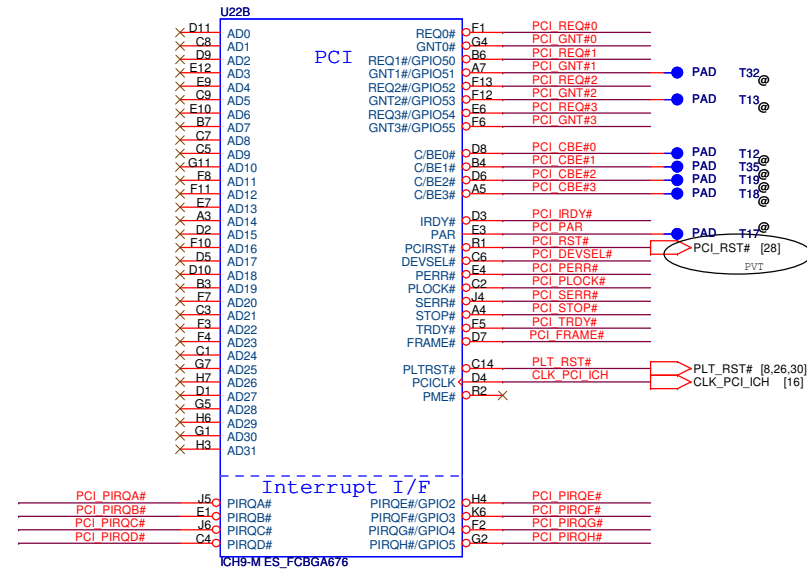 U22B
PCI
D11 AD0 REQ0# F1 PCI_REQ#0
C8 AD1 GNT0# G4 PCI_GNT#0
D9 AD2 REQ1#/GPIO50 B6 PCI_REQ#1
E12 AD3 GNT1#/GPIO51 A7 PCI_GNT#1 PAD T32 @
E9 AD4 REQ2#/GPIO52 F13 PCI_REQ#2
C9 AD5 GNT2#/GPIO53 F12 PCI_GNT#2 PAD T13 @
E10 AD6 REQ3#/GPIO54 E6 PCI_REQ#3
B7 AD7 GNT3#/GPIO55 F6 PCI_GNT#3
C7 AD8
C5 AD9 C/BE0# D8 PCI_CBE#0 PAD T12 @
G11 AD10 C/BE1# B4 PCI_CBE#1 PAD T35 @
F8 AD11 C/BE2# D6 PCI_CBE#2 PAD T19 @
F11 AD12 C/BE3# A5 PCI_CBE#3 PAD T18 @
E7 AD13
A3 AD14 IRDY# D3 PCI_IRDY#
D2 AD15 PAR E3 PCI_PAR PAD T17 @
F10 AD16 PCIRST# R1 PCI_RST# PCI_RST# [28]
D5 AD17 DEVSEL# C6 PCI_DEVSEL# PVT
D10 AD18 PERR# E4 PCI_PERR#
B3 AD19 PLOCK# C2 PCI_PLOCK#
F7 AD20 SERR# J4 PCI_SERR#
C3 AD21 STOP# A4 PCI_STOP#
F3 AD22 TRDY# F5 PCI_TRDY#
F4 AD23 FRAME# D7 PCI_FRAME#
C1 AD24
G7 AD25 PLTRST# C14 PLT_RST# PLT_RST# [8,26,30]
H7 AD26 PCICLK D4 CLK_PCI_ICH CLK_PCI_ICH [16]
D1 AD27 PME# R2
G5 AD28
H6 AD29
G1 AD30
H3 AD31
Interrupt I/F
PCI_PIRQA# J5 PIRQA# PIRQE#/GPIO2 H4 PCI_PIRQE#
PCI_PIRQB# E1 PIRQB# PIRQF#/GPIO3 K6 PCI_PIRQF#
PCI_PIRQC# J6 PIRQC# PIRQG#/GPIO4 F2 PCI_PIRQG#
PCI_PIRQD# C4 PIRQD# PIRQH#/GPIO5 G2 PCI_PIRQH#
ICH9-M ES_FCBGA676